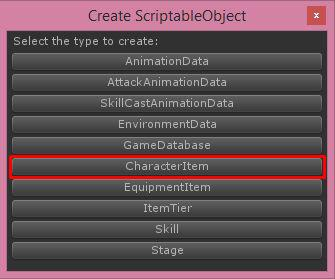 Create ScriptableObject
x
Select the type to create:
AnimationData
AttackAnimationData
SkillCastAnimationData
EnvironmentData
GameDatabase
CharacterItem
EquipmentItem
ItemTier
Skill
Stage